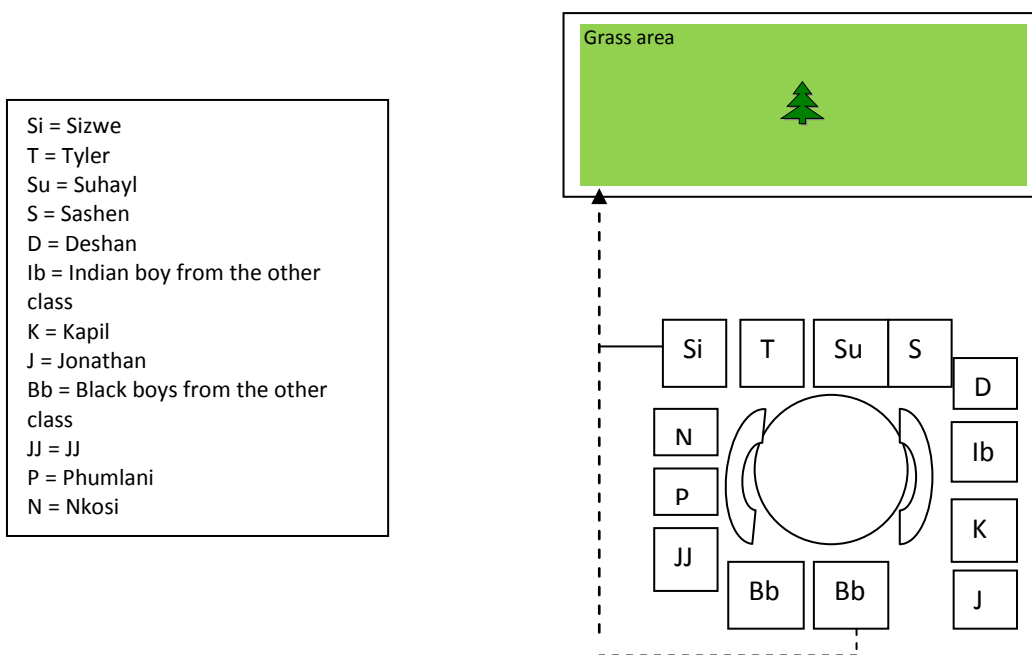 Grass area
Si = Sizwe
T = Tyler
Su = Suhayl
S = Sashen
D = Deshan
Ib = Indian boy from the other
class
K = Kapil
J = Jonathan
Bb = Black boys from the other
class
JJ = JJ
P = Phumlani
N = Nkosi
Si T Su S
D
N
Ib
P
K
JJ
Bb Bb
J